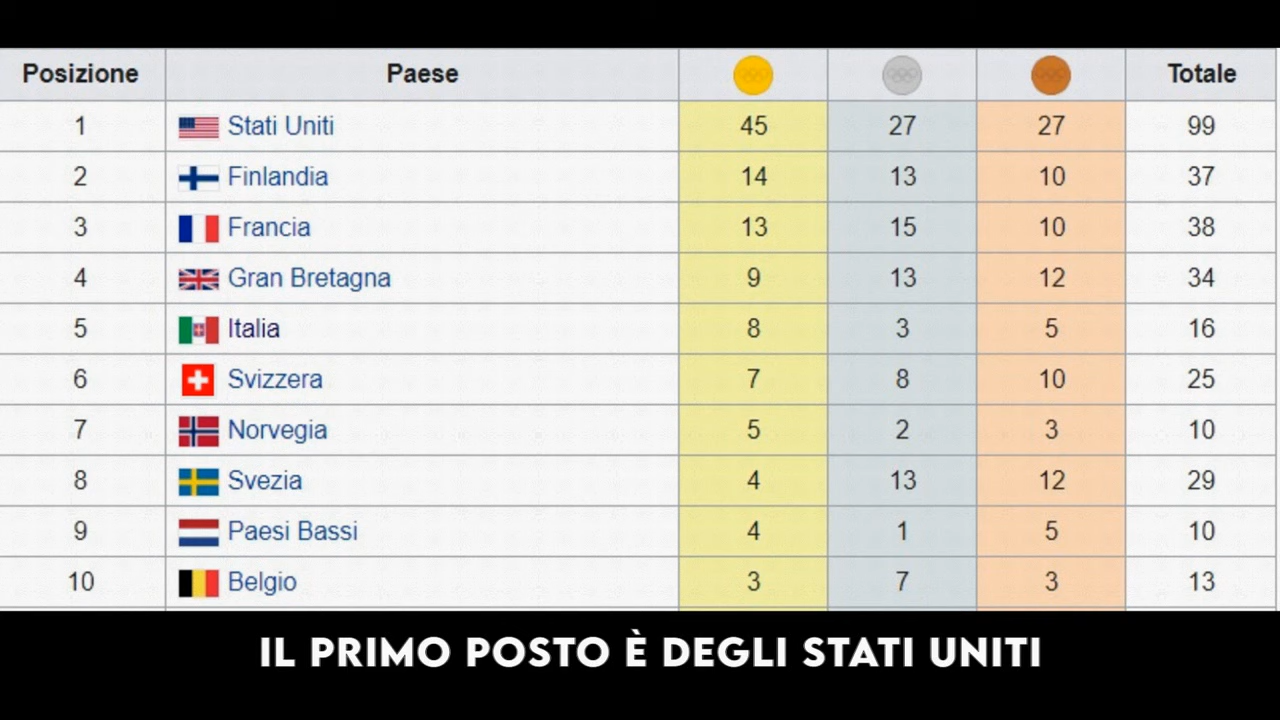 Posizione Paese Totale
1 Stati Uniti 45 27 27 99
2 Finlandia 14 13 10 37
3 Francia 13 15 10 38
4 Gran Bretagna 9 13 12 34
5 Italia 8 3 5 16
6 Svizzera 7 8 10 25
7 Norvegia 5 2 3 10
8 Svezia 4 13 12 29
9 Paesi Bassi 4 1 5 10
10 Belgio 3 7 3 13
IL PRIMO POSTO È DEGLI STATI UNITI